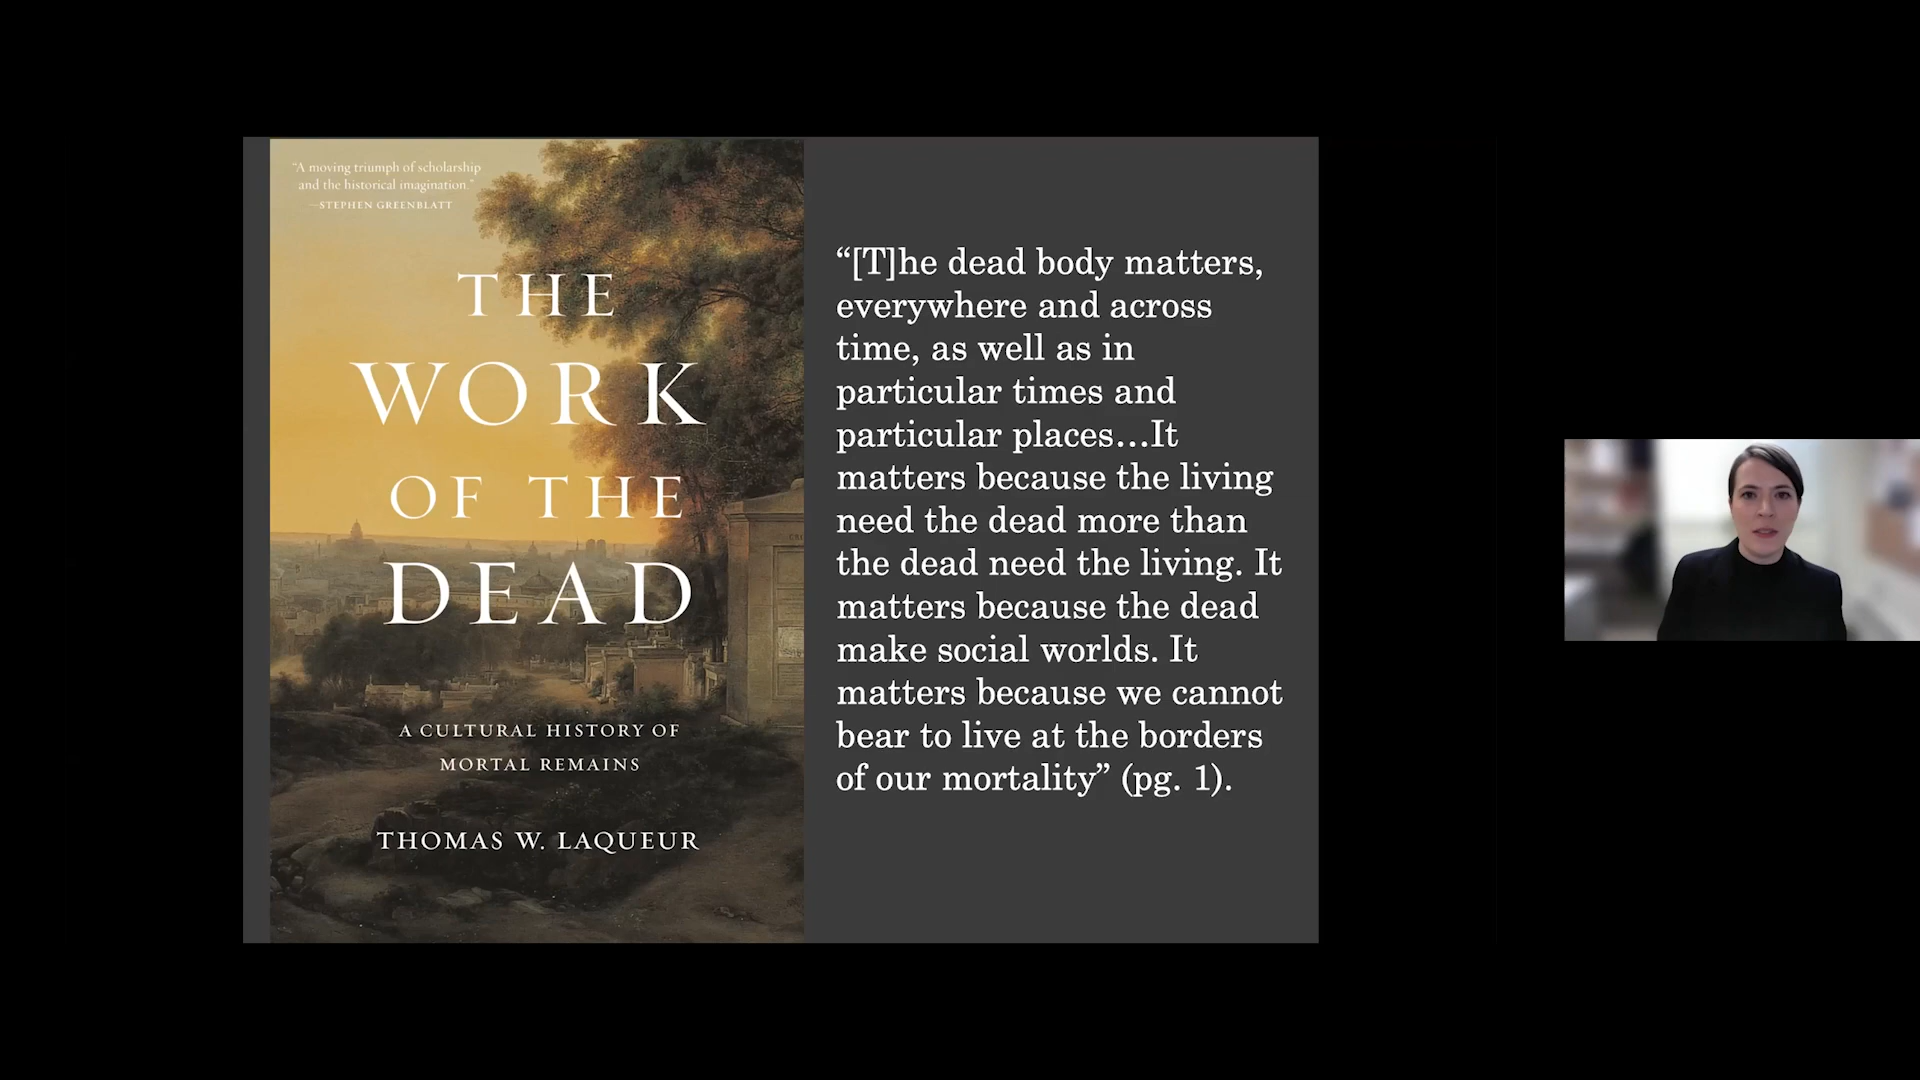 "A moving triumph of scholarship
and the historical imagination."
—STEPHEN GREENBLATT
THE
WORK
OF THE
DEAD
A CULTURAL HISTORY OF
MORTAL REMAINS
THOMAS W. LAQUEUR
“[T]he dead body matters,
everywhere and across
time, as well as in
particular times and
particular places…It
matters because the living
need the dead more than
the dead need the living. It
matters because the dead
make social worlds. It
matters because we cannot
bear to live at the borders
of our mortality” (pg. 1).